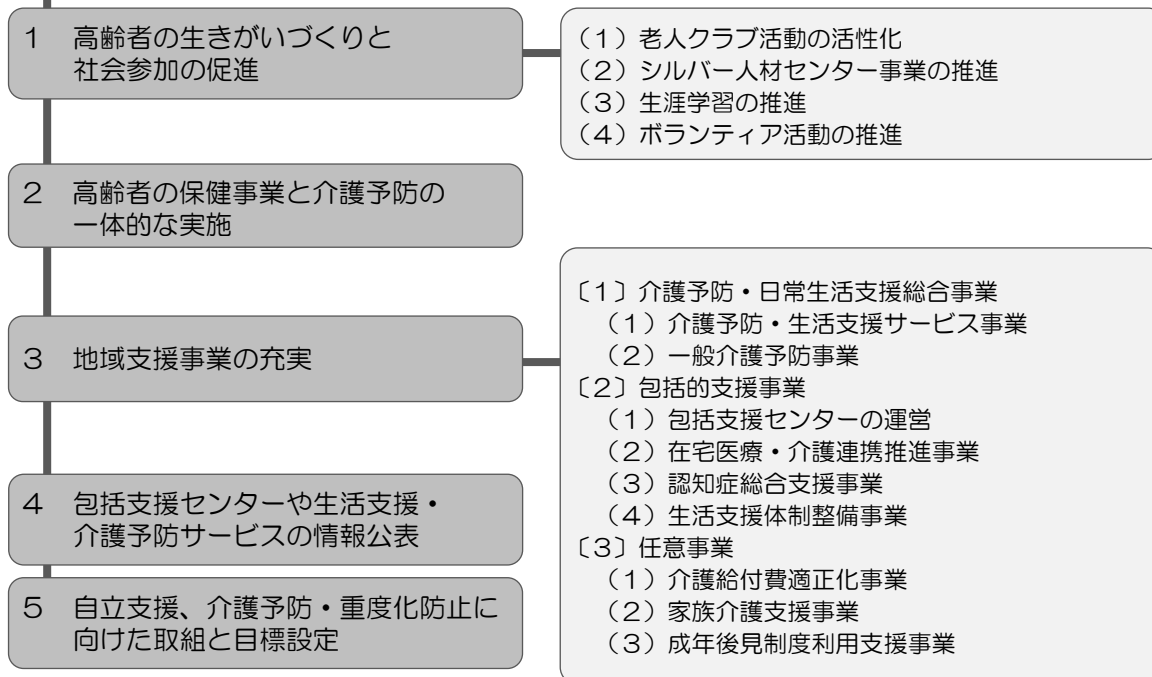 1 高齢者の生きがいづくりと
社会参加の促進
(1)老人クラブ活動の活性化
(2)シルバー人材センター事業の推進
(3)生涯学習の推進
(4)ボランティア活動の推進
2 高齢者の保健事業と介護予防の
一体的な実施
3 地域支援事業の充実
〔1〕介護予防・日常生活支援総合事業
(1)介護予防・生活支援サービス事業
(2)一般介護予防事業
〔2〕包括的支援事業
(1)包括支援センターの運営
(2)在宅医療・介護連携推進事業
(3)認知症総合支援事業
(4)生活支援体制整備事業
〔3〕任意事業
(1)介護給付費適正化事業
(2)家族介護支援事業
(3)成年後見制度利用支援事業
4 包括支援センターや生活支援・
介護予防サービスの情報公表
5 自立支援、介護予防・重度化防止に
向けた取組と目標設定